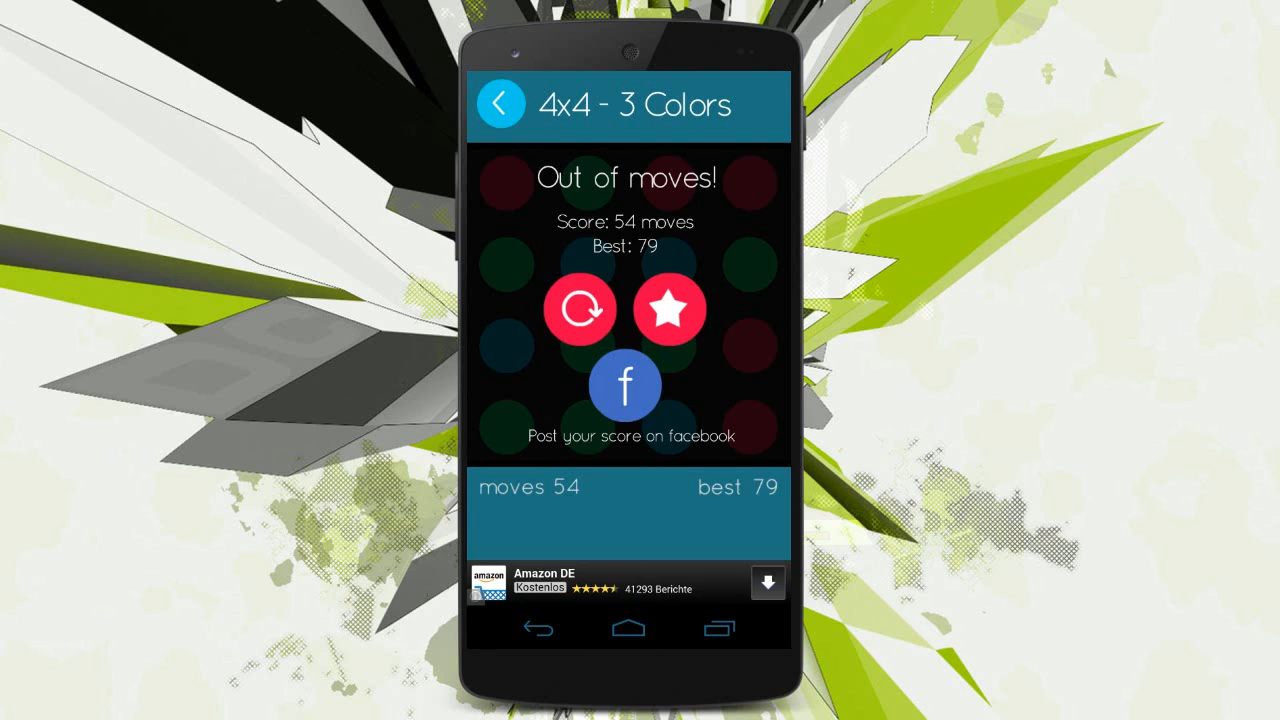 4x4 - 3 Colors
Out of moves!
Score: 54 moves
Best: 79
f
Post your score on facebook
moves 54
best 79
amazon
Amazon DE
Kostenlos
41293 Berichte